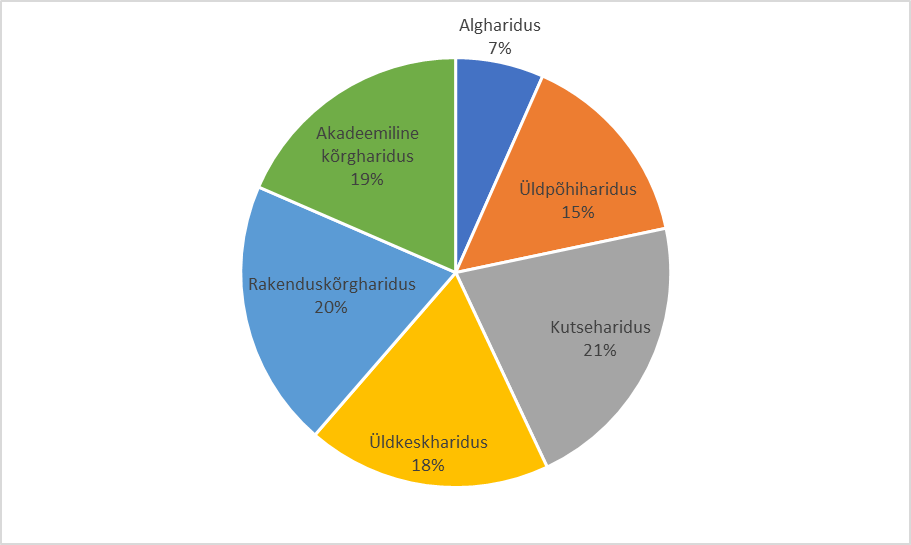 Algharidus
7%
Üldpõhiharidus
15%
Kutseharidus
21%
Üldkeskharidus
18%
Rakenduskõrgharidus
20%
Akadeemiline
kõrgharidus
19%